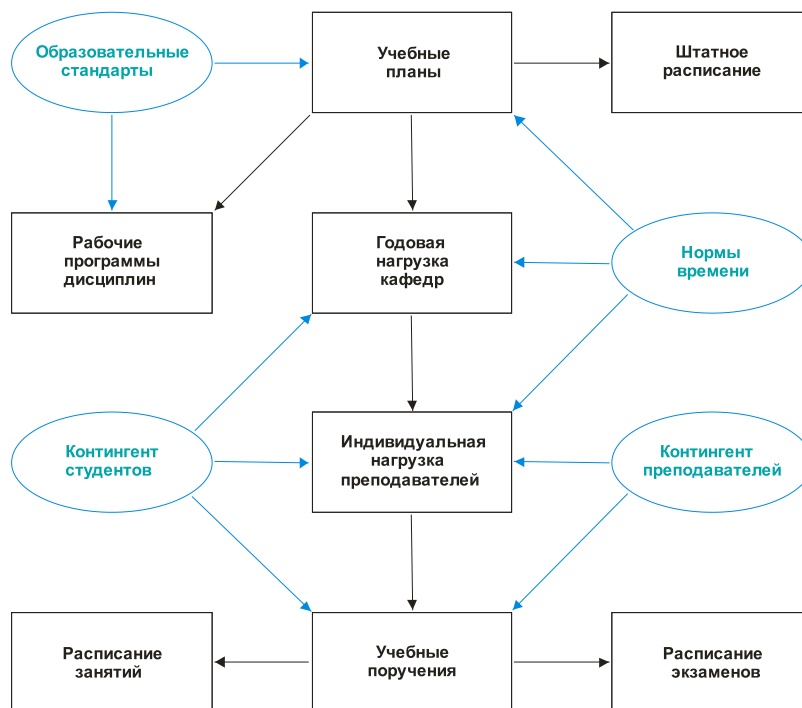 Образовательные
стандарты
Учебные
планы
Штатное
расписание
Рабочие
программы
дисциплин
Годовая
нагрузка
кафедр
Нормы
времени
Контингент
студентов
Индивидуальная
нагрузка
преподавателей
Контингент
преподавателей
Расписание
занятий
Учебные
поручения
Расписание
экзаменов